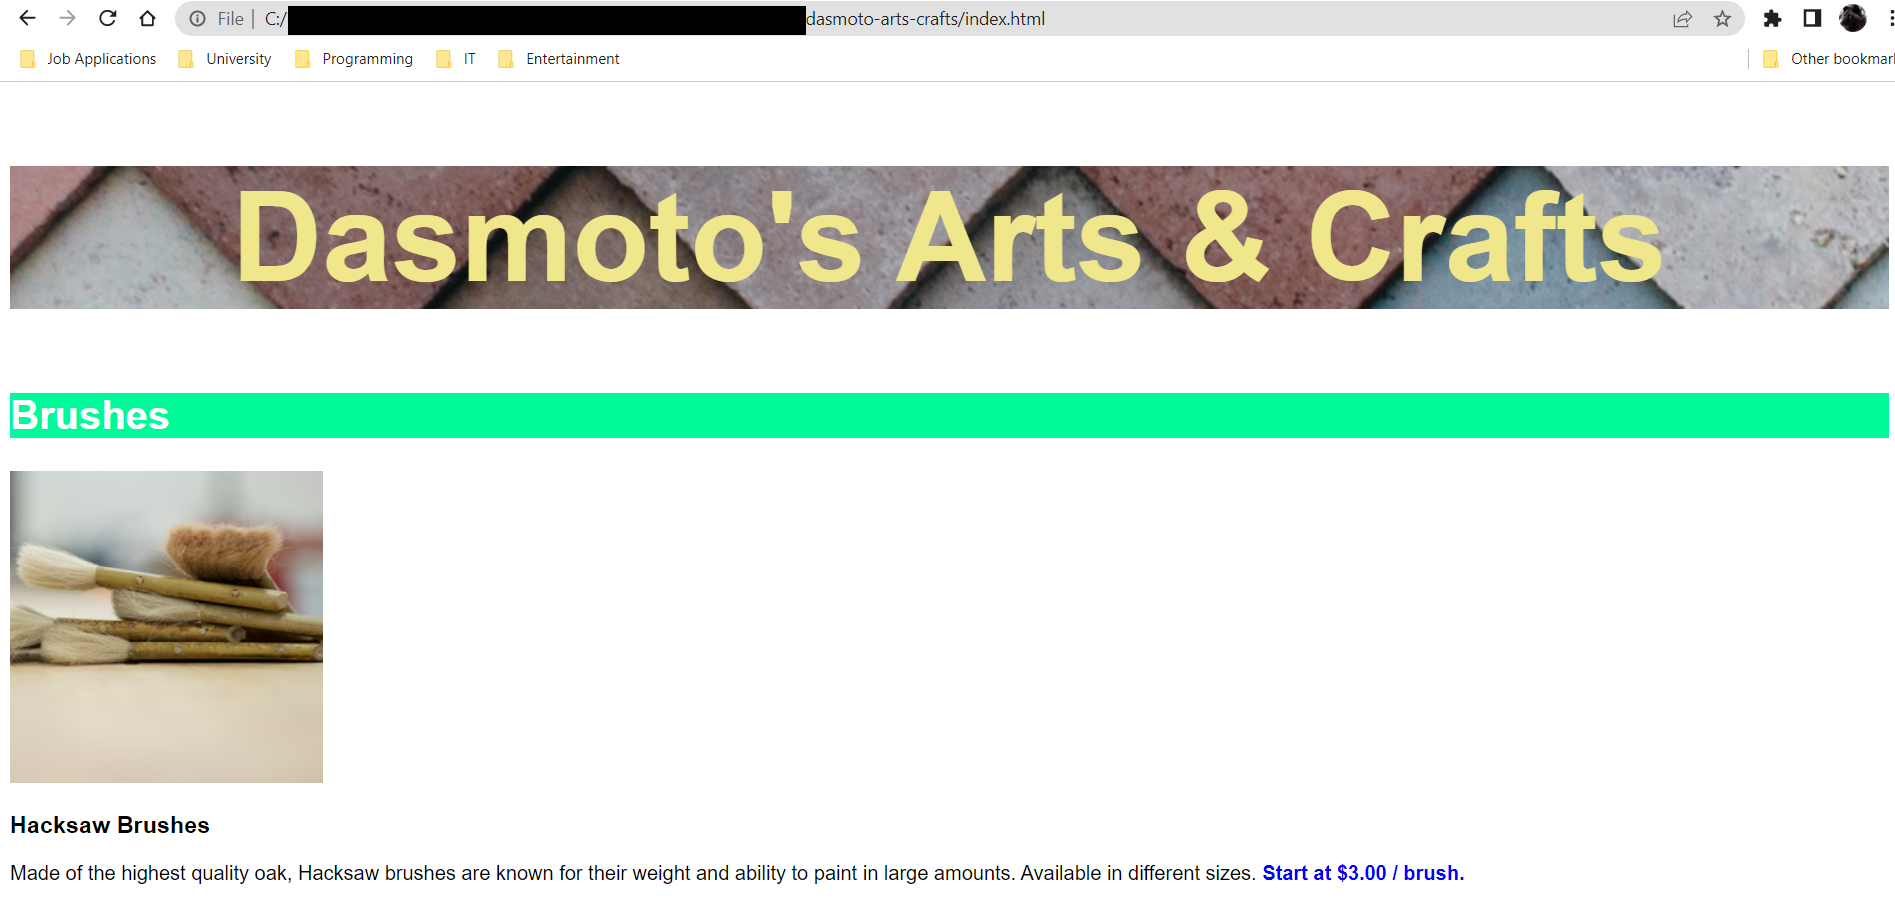 File | C:/ dasmoto-arts-crafts/index.html
Job Applications University Programming IT Entertainment Other bookmar
Dasmoto's Arts & Crafts
Brushes
Hacksaw Brushes
Made of the highest quality oak, Hacksaw brushes are known for their weight and ability to paint in large amounts. Available in different sizes. Start at $3.00 / brush.